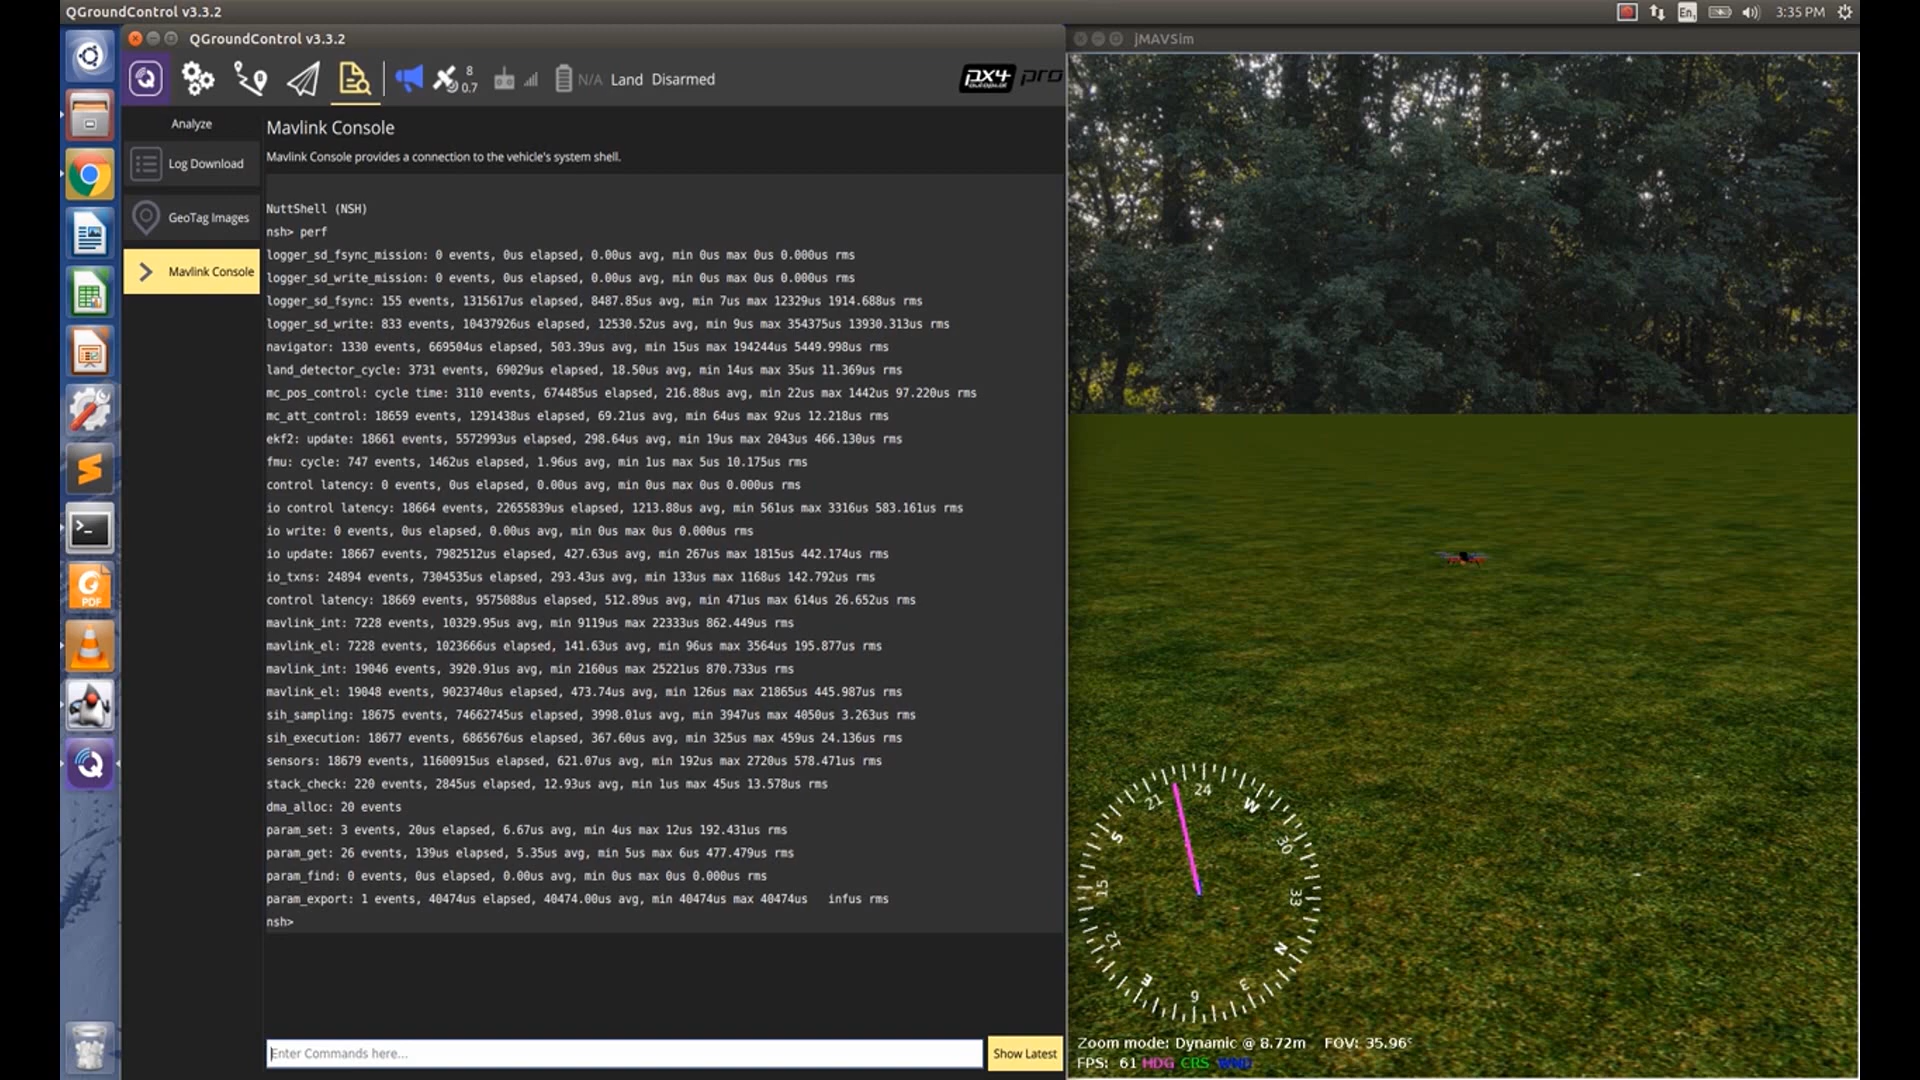 QGroundControl v3.3.2
En
3:35 PM
QGroundControl v3.3.2
jMAVSim
8
0.7
N/A
Land
Disarmed
px4
autopilot
pro
Analyze
Log Download
GeoTag Images
Mavlink Console
Mavlink Console
Mavlink Console provides a connection to the vehicle's system shell.
NuttShell (NSH)
nsh> perf
logger_sd_fsync_mission: 0 events, 0us elapsed, 0.00us avg, min 0us max 0us 0.000us rms
logger_sd_write_mission: 0 events, 0us elapsed, 0.00us avg, min 0us max 0us 0.000us rms
logger_sd_fsync: 155 events, 1315617us elapsed, 8487.85us avg, min 7us max 12329us 1914.688us rms
logger_sd_write: 833 events, 10437926us elapsed, 12530.52us avg, min 9us max 354375us 13930.313us rms
navigator: 1330 events, 669504us elapsed, 503.39us avg, min 15us max 194244us 5449.998us rms
land_detector_cycle: 3731 events, 69029us elapsed, 18.50us avg, min 14us max 35us 11.369us rms
mc_pos_control: cycle time: 3110 events, 674485us elapsed, 216.88us avg, min 22us max 1442us 97.220us rms
mc_att_control: 18659 events, 1291438us elapsed, 69.21us avg, min 64us max 92us 12.218us rms
ekf2: update: 18661 events, 5572993us elapsed, 298.64us avg, min 19us max 2043us 466.130us rms
fmu: cycle: 747 events, 1462us elapsed, 1.96us avg, min 1us max 5us 10.175us rms
control latency: 0 events, 0us elapsed, 0.00us avg, min 0us max 0us 0.000us rms
io control latency: 18664 events, 22655839us elapsed, 1213.88us avg, min 561us max 3316us 583.161us rms
io write: 0 events, 0us elapsed, 0.00us avg, min 0us max 0us 0.000us rms
io update: 18667 events, 7982512us elapsed, 427.63us avg, min 267us max 1815us 442.174us rms
io_txns: 24894 events, 7304535us elapsed, 293.43us avg, min 133us max 1168us 142.792us rms
control latency: 18669 events, 9575088us elapsed, 512.89us avg, min 471us max 614us 26.652us rms
mavlink_int: 7228 events, 10329.95us avg, min 9119us max 22333us 862.449us rms
mavlink_el: 7228 events, 1023666us elapsed, 141.63us avg, min 96us max 3564us 195.877us rms
mavlink_int: 19046 events, 3920.91us avg, min 2160us max 25221us 870.733us rms
mavlink_el: 19048 events, 9023740us elapsed, 473.74us avg, min 126us max 21865us 445.987us rms
sih_sampling: 18675 events, 74662745us elapsed, 3998.01us avg, min 3947us max 4050us 3.263us rms
sih_execution: 18677 events, 6865676us elapsed, 367.60us avg, min 325us max 459us 24.136us rms
sensors: 18679 events, 11600915us elapsed, 621.07us avg, min 192us max 2720us 578.471us rms
stack_check: 220 events, 2845us elapsed, 12.93us avg, min 1us max 45us 13.578us rms
dma_alloc: 20 events
param_set: 3 events, 20us elapsed, 6.67us avg, min 4us max 12us 192.431us rms
param_get: 26 events, 139us elapsed, 5.35us avg, min 5us max 6us 477.479us rms
param_find: 0 events, 0us elapsed, 0.00us avg, min 0us max 0us 0.000us rms
param_export: 1 events, 40474us elapsed, 40474.00us avg, min 40474us max 40474us   infus rms
nsh>
Enter Commands here...
Show Latest
PDF
21 24 W 30 33 N 3 E 6 E 12 15 S
Zoom mode: Dynamic @ 8.72m FOV: 35.96°
FPS: 61 HDG CRS WND